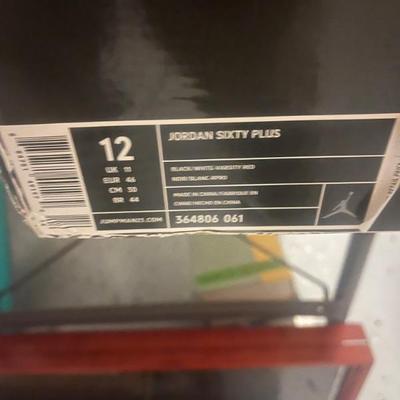 12
UK 11
EUR 46
CM 30
BR 44
JUMPMAN23.COM
JORDAN SIXTY PLUS
BLACK/WHITE-VARSITY RED
NOIR/BLANC-
MADE IN CHINA/FABRIQUE EN
CHINE/HECHO EN CHINA
364806 061